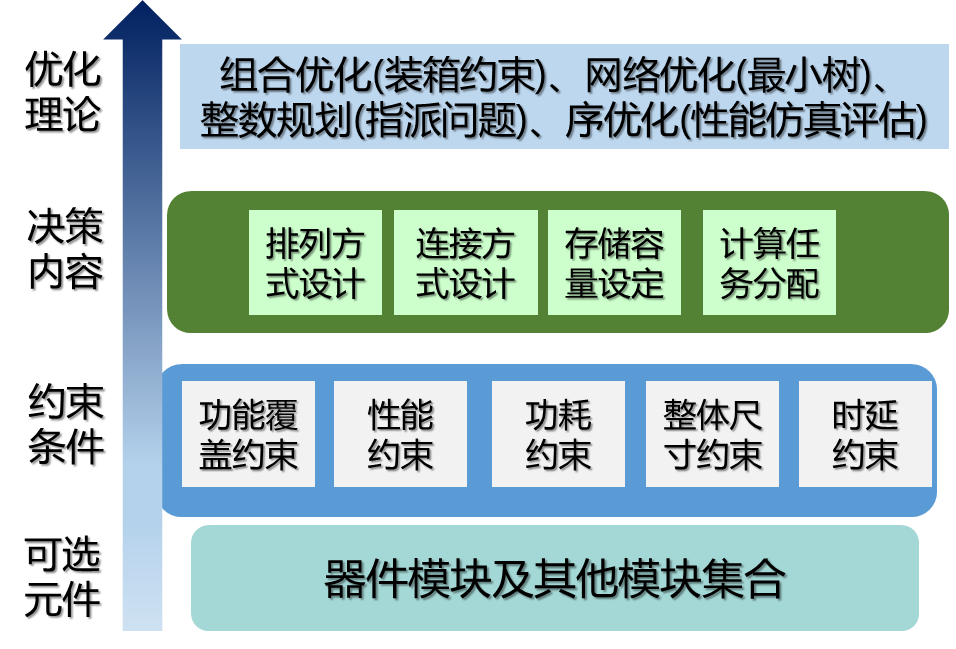 优化
理论
组合优化(装箱约束)、网络优化(最小树)、
整数规划(指派问题)、序优化(性能仿真评估)
决策
内容
排列方
式设计
连接方
式设计
存储容
量设定
计算任
务分配
约束
条件
功能覆
盖约束
性能
约束
功耗
约束
整体尺
寸约束
时延
约束
可选
元件
器件模块及其他模块集合